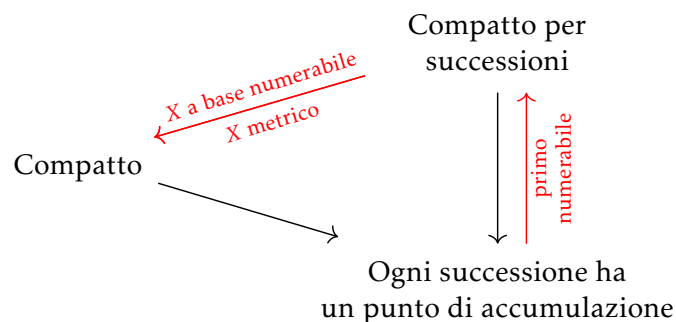 Compatto per
successioni
X a base numerabile
X metrico
primo
numerabile
Compatto
Ogni successione ha
un punto di accumulazione